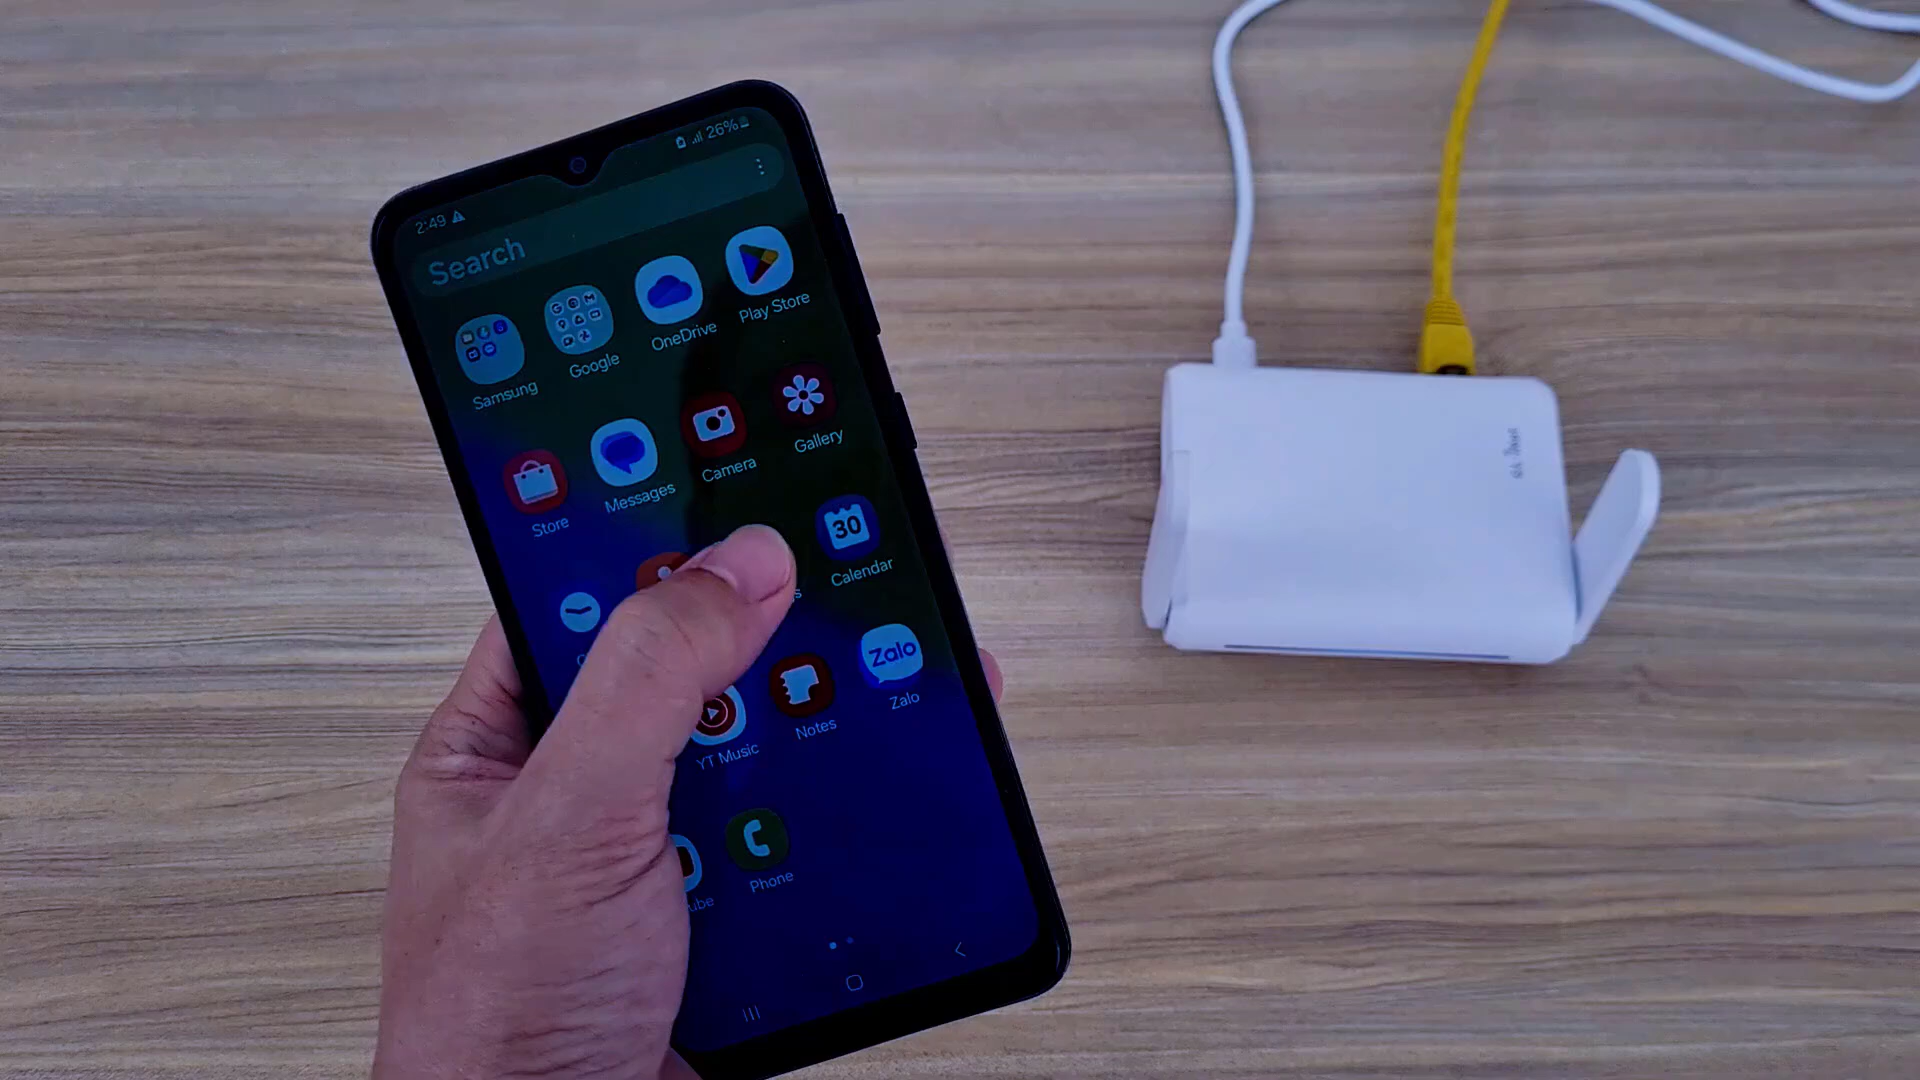 2:49
26%
Search
Samsung
Google
OneDrive
Play Store
Store
Messages
Camera
Gallery
30
Calendar
YT Music
Notes
Zalo
Zalo
ube
Phone